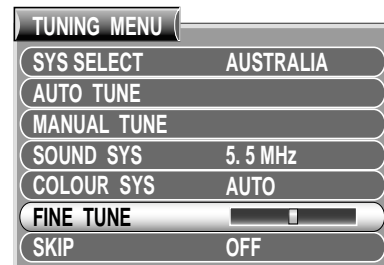 TUNING MENU
SYS SELECT AUSTRALIA
AUTO TUNE
MANUAL TUNE
SOUND SYS 5. 5 MHz
COLOUR SYS AUTO
FINE TUNE
SKIP OFF